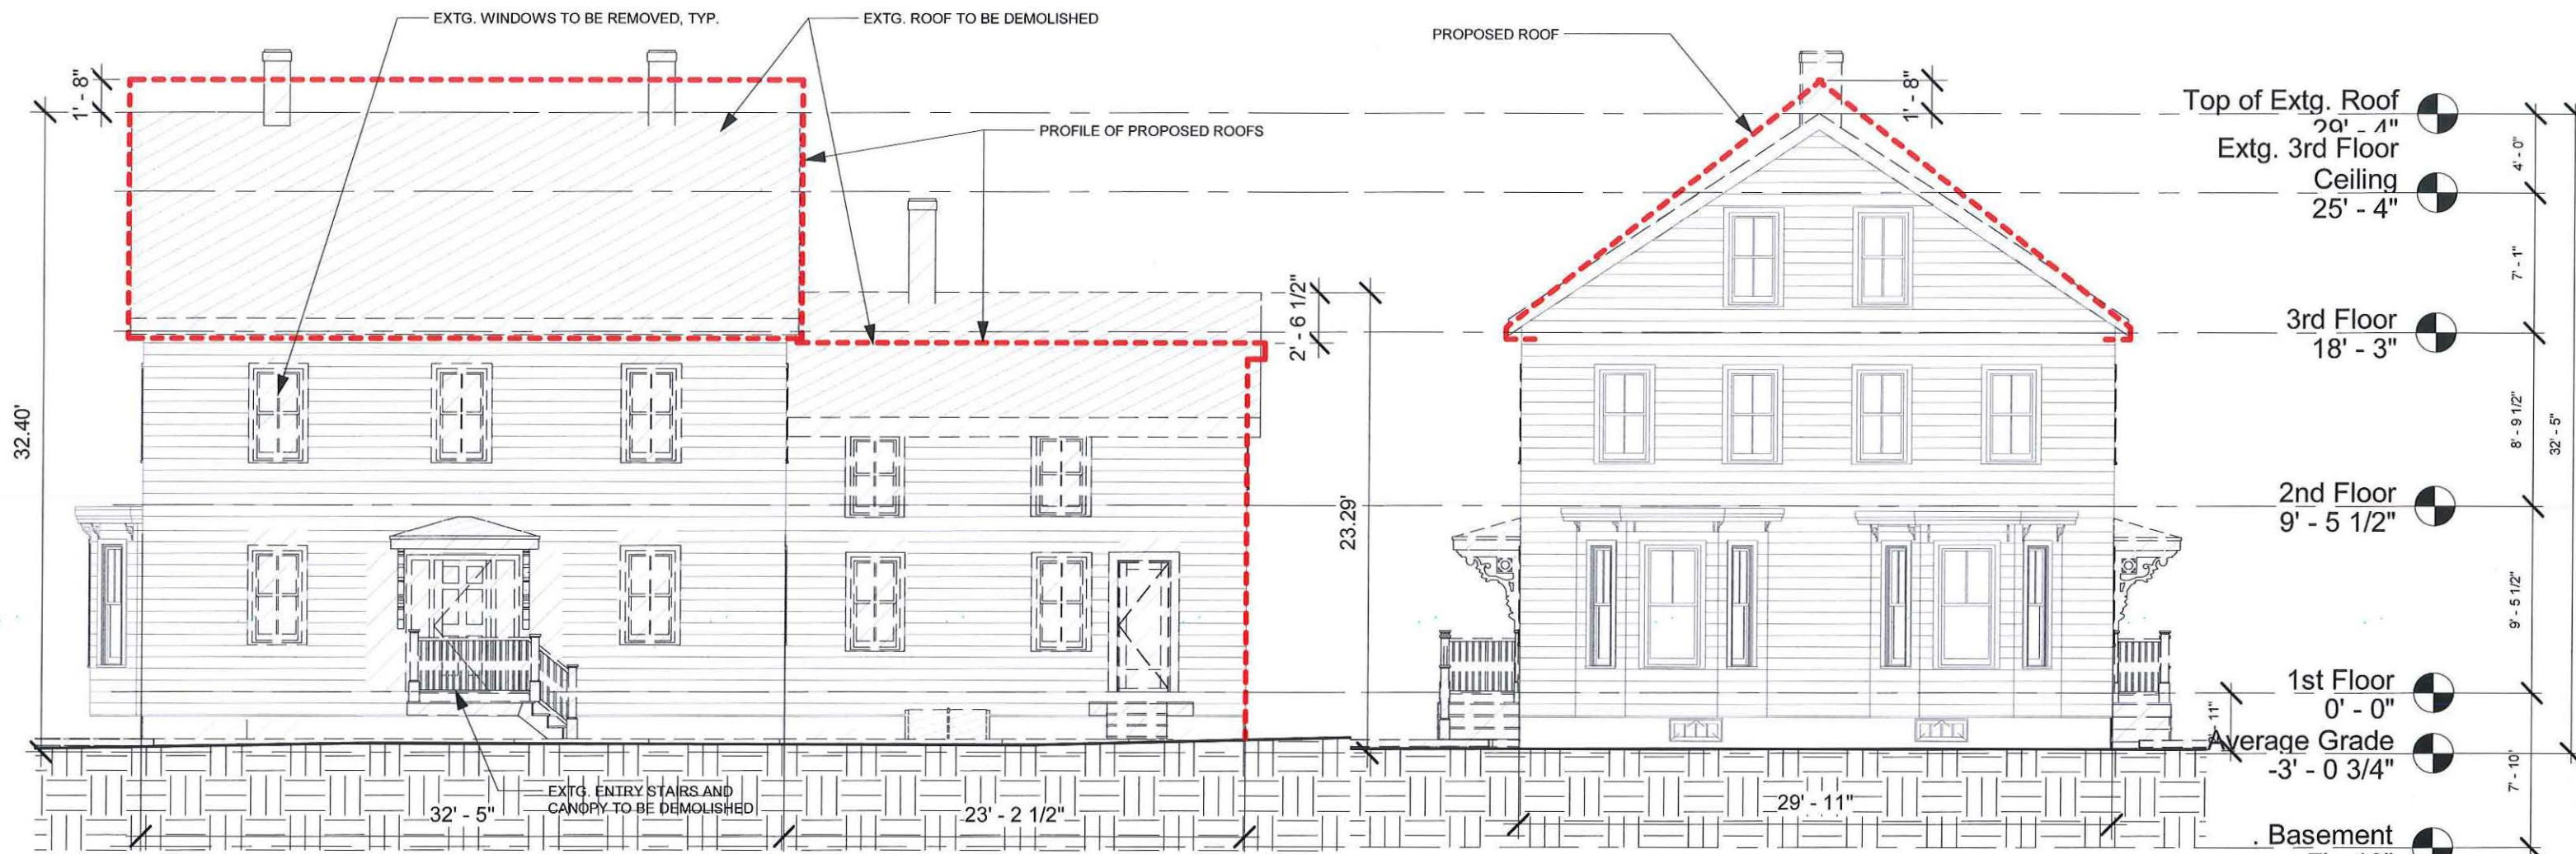 EXTG. WINDOWS TO BE REMOVED, TYP.
EXTG. ROOF TO BE DEMOLISHED
PROPOSED ROOF
PROFILE OF PROPOSED ROOFS
1' - 8"
1' - 8"
2' - 6 1/2"
32.40'
23.29'
EXTG. ENTRY STAIRS AND
CANOPY TO BE DEMOLISHED
32' - 5"
23' - 2 1/2"
29' - 11"
Top of Extg. Roof
29' - 4"
Extg. 3rd Floor
Ceiling
25' - 4"
3rd Floor
18' - 3"
2nd Floor
9' - 5 1/2"
1st Floor
0' - 0"
Average Grade
-3' - 0 3/4"
. Basement
4' - 0"
7' - 1"
8' - 9 1/2"
32' - 5"
9' - 5 1/2"
7' - 10"